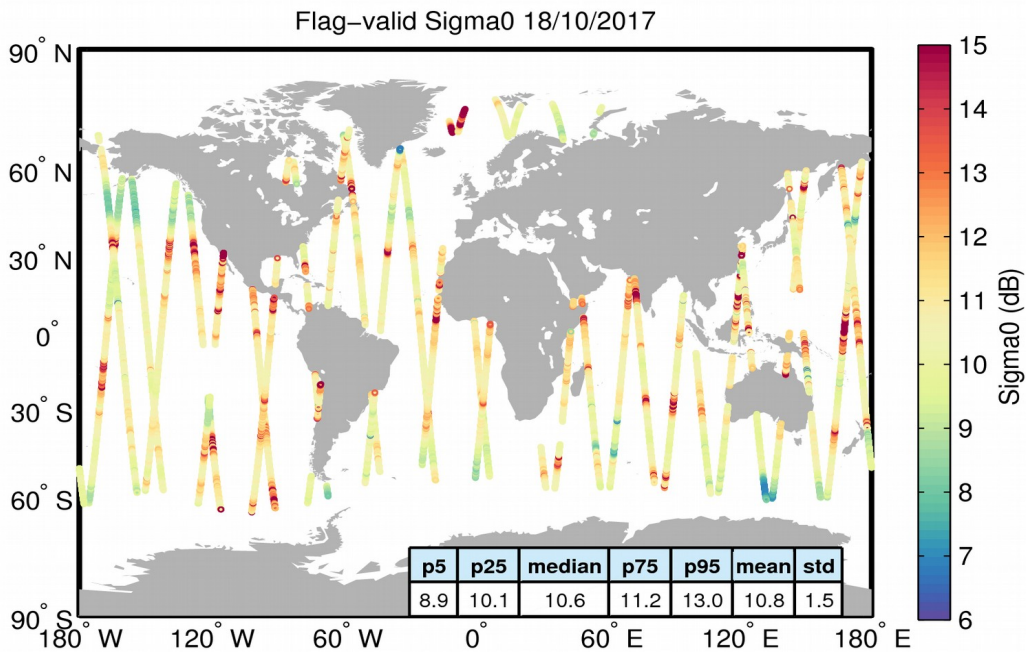 Flag−valid Sigma0 18/10/2017
90° N
60° N
30° N
0°
30° S
60° S
90° S
180° W
120° W
60° W
0°
60° E
120° E
180° E
15
14
13
12
11
10
9
8
7
6
Sigma0 (dB)
p5 p25 median p75 p95 mean std
8.9 10.1 10.6 11.2 13.0 10.8 1.5